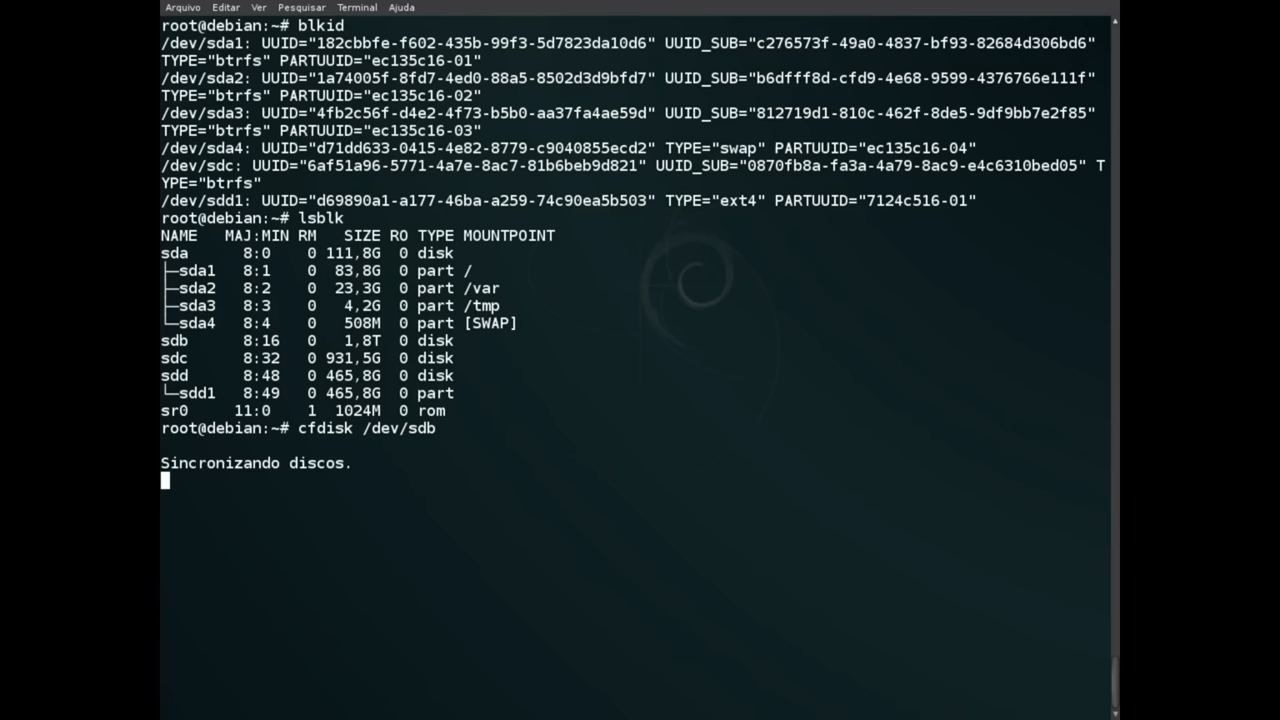 Arquivo Editar Ver Pesquisar Terminal Ajuda
root@debian:~# blkid
/dev/sda1: UUID="182cbbfe-f602-435b-99f3-5d7823da10d6" UUID_SUB="c276573f-49a0-4837-bf93-82684d306bd6"
TYPE="btrfs" PARTUUID="ec135c16-01"
/dev/sda2: UUID="1a74005f-8fd7-4ed0-88a5-8502d3d9bfd7" UUID_SUB="b6dfff8d-cfd9-4e68-9599-4376766e111f"
TYPE="btrfs" PARTUUID="ec135c16-02"
/dev/sda3: UUID="4fb2c56f-d4e2-4f73-b5b0-aa37fa4ae59d" UUID_SUB="812719d1-810c-462f-8de5-9df9bb7e2f85"
TYPE="btrfs" PARTUUID="ec135c16-03"
/dev/sda4: UUID="d71dd633-0415-4e82-8779-c9040855ecd2" TYPE="swap" PARTUUID="ec135c16-04"
/dev/sdc: UUID="6af51a96-5771-4a7e-8ac7-81b6beb9d821" UUID_SUB="0870fb8a-fa3a-4a79-8ac9-e4c6310bed05" T
YPE="btrfs"
/dev/sdd1: UUID="d69890a1-a177-46ba-a259-74c90ea5b503" TYPE="ext4" PARTUUID="7124c516-01"
root@debian:~# lsblk
NAME   MAJ:MIN RM   SIZE RO TYPE MOUNTPOINT
sda      8:0    0 111,8G  0 disk
├─sda1   8:1    0  83,8G  0 part /
├─sda2   8:2    0  23,3G  0 part /var
├─sda3   8:3    0   4,2G  0 part /tmp
└─sda4   8:4    0   508M  0 part [SWAP]
sdb      8:16   0   1,8T  0 disk
sdc      8:32   0 931,5G  0 disk
sdd      8:48   0 465,8G  0 disk
└─sdd1   8:49   0 465,8G  0 part
sr0     11:0    1  1024M  0 rom
root@debian:~# cfdisk /dev/sdb
Sincronizando discos.